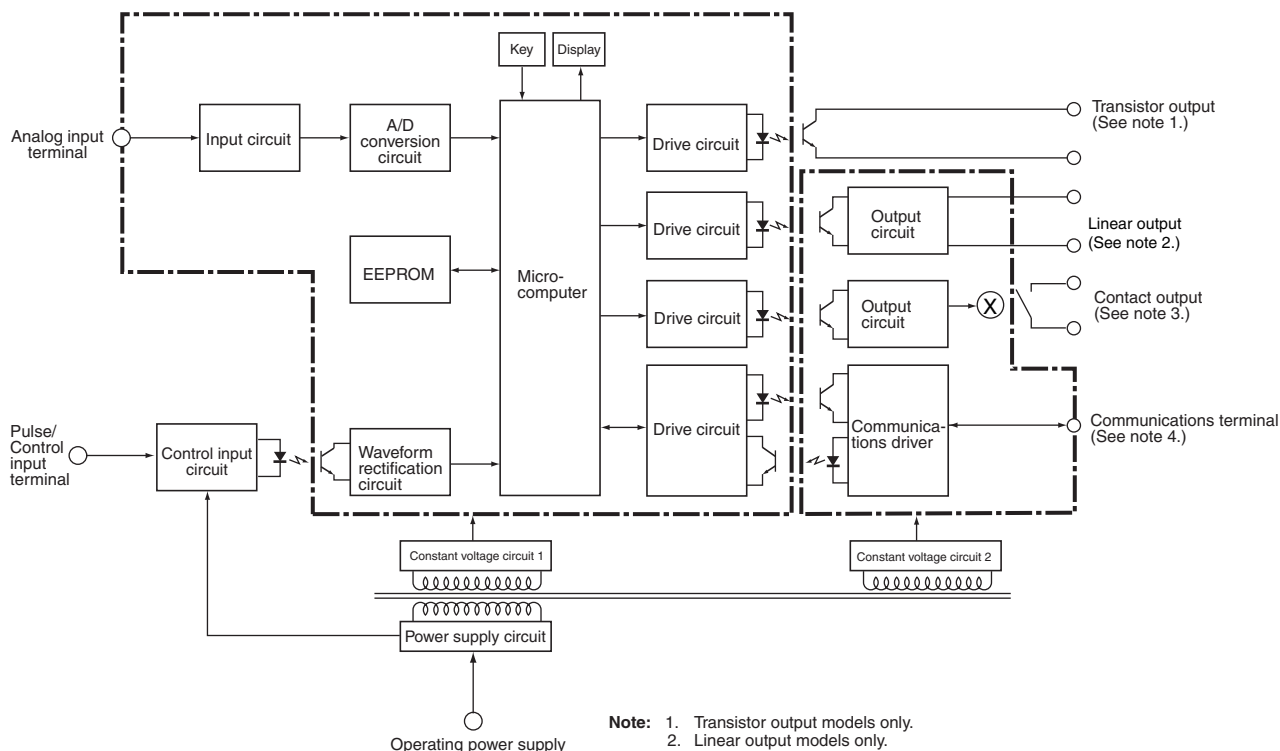 Key
Display
Analog input
terminal
Input circuit
A/D
conversion
circuit
Drive circuit
Transistor output
(See note 1.)
Drive circuit
Output
circuit
Linear output
(See note 2.)
EEPROM
Micro-
computer
Drive circuit
Output
circuit
X
Contact output
(See note 3.)
Pulse/
Control
input
terminal
Control input
circuit
Waveform
rectification
circuit
Drive circuit
Communica-
tions driver
Communications terminal
(See note 4.)
Constant voltage circuit 1
Constant voltage circuit 2
Power supply circuit
Operating power supply
Note: 1. Transistor output models only.
2. Linear output models only.